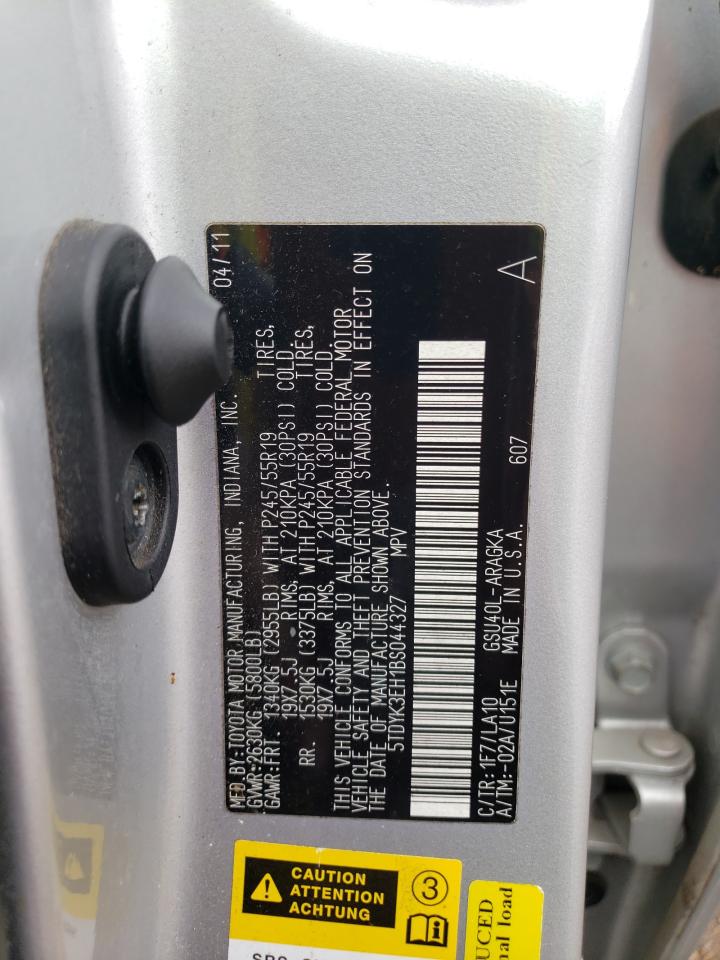 MFD.BY:TOYOTA MOTOR MANUFACTURING, INDIANA, INC. 04/11
GVWR:2630KG (5800LB)
GAWR:FRT. 1340KG (2955LB) WITH P245/55R19 TIRES,
19X7.5J RIMS, AT 210KPA (30PSI) COLD.
RR. 1530KG (3375LB) WITH P245/55R19 TIRES,
19X7.5J RIMS, AT 210KPA (30PSI) COLD.
THIS VEHICLE CONFORMS TO ALL APPLICABLE FEDERAL MOTOR
VEHICLE SAFETY AND THEFT PREVENTION STANDARDS IN EFFECT ON
THE DATE OF MANUFACTURE SHOWN ABOVE.
5TDYK3EH1BS044327 MPV
A
607
C/TR:1F7/LA10 GSU40L-ARAGKA
A/TM:-02A/U151E MADE IN U.S.A.
CAUTION
ATTENTION
ACHTUNG
3
UCED
nal load
SRS